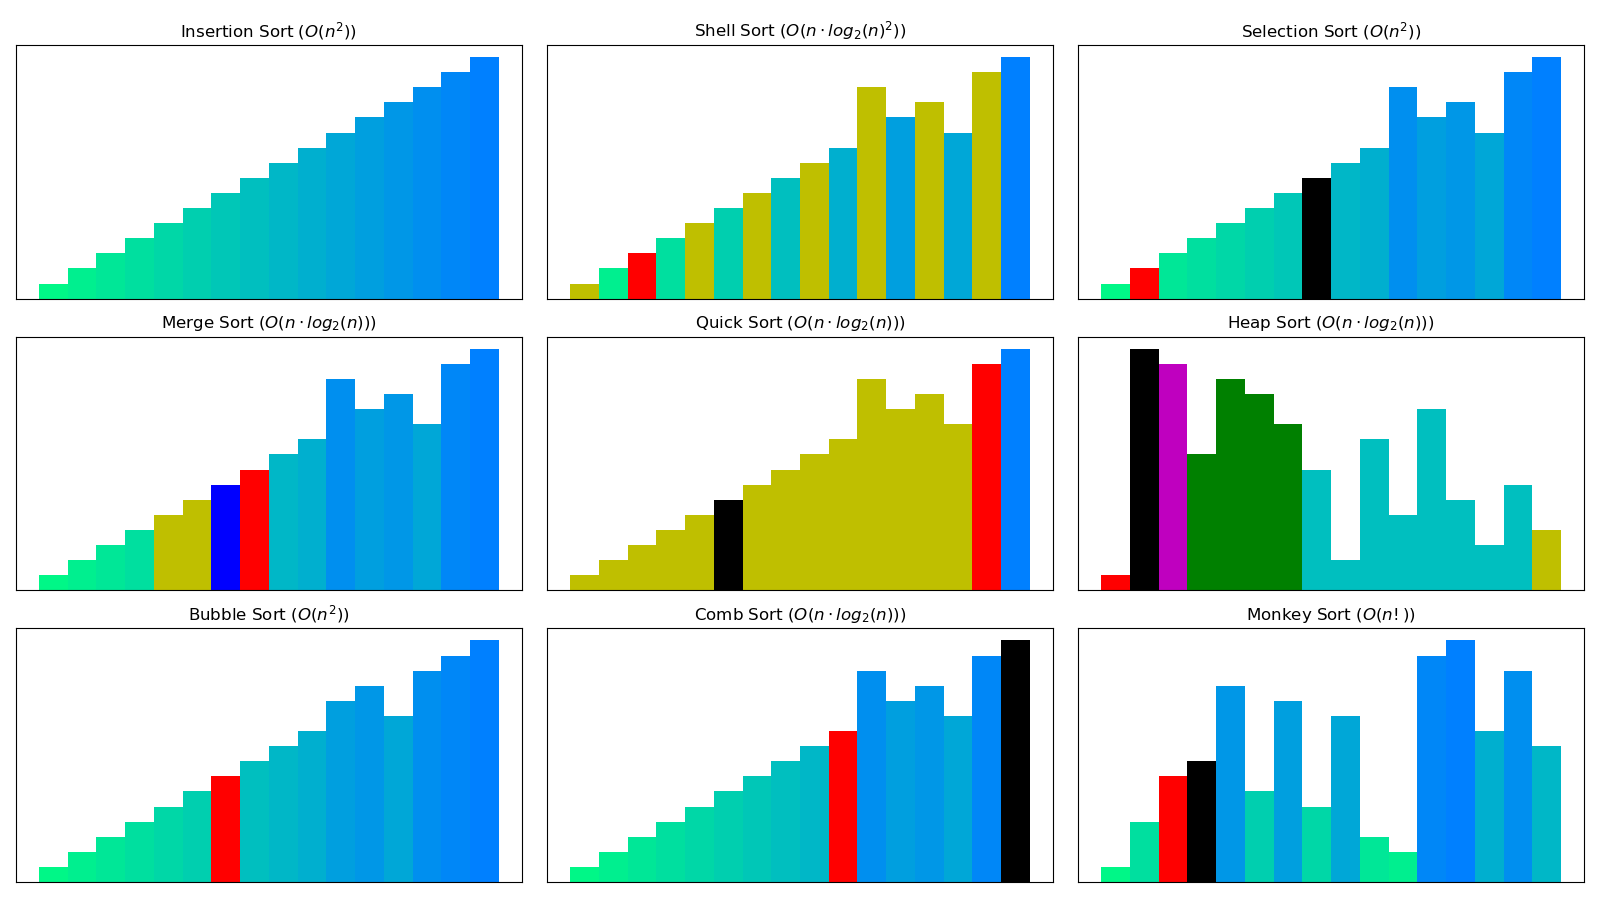 Insertion Sort (O(n²))
Shell Sort (O(n · log₂(n)²))
Selection Sort (O(n²))
Merge Sort (O(n · log₂(n)))
Quick Sort (O(n · log₂(n)))
Heap Sort (O(n · log₂(n)))
Bubble Sort (O(n²))
Comb Sort (O(n · log₂(n)))
Monkey Sort (O(n!))